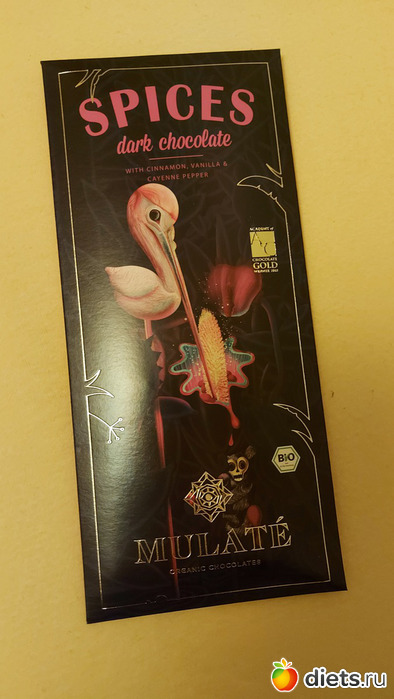 SPICES
dark chocolate
WITH CINNAMON, VANILLA &
CAYENNE PEPPER
ACADEMY of
CHOCOLATE
GOLD
BIO
MULATÉ
ORGANIC CHOCOLATES
diets.ru